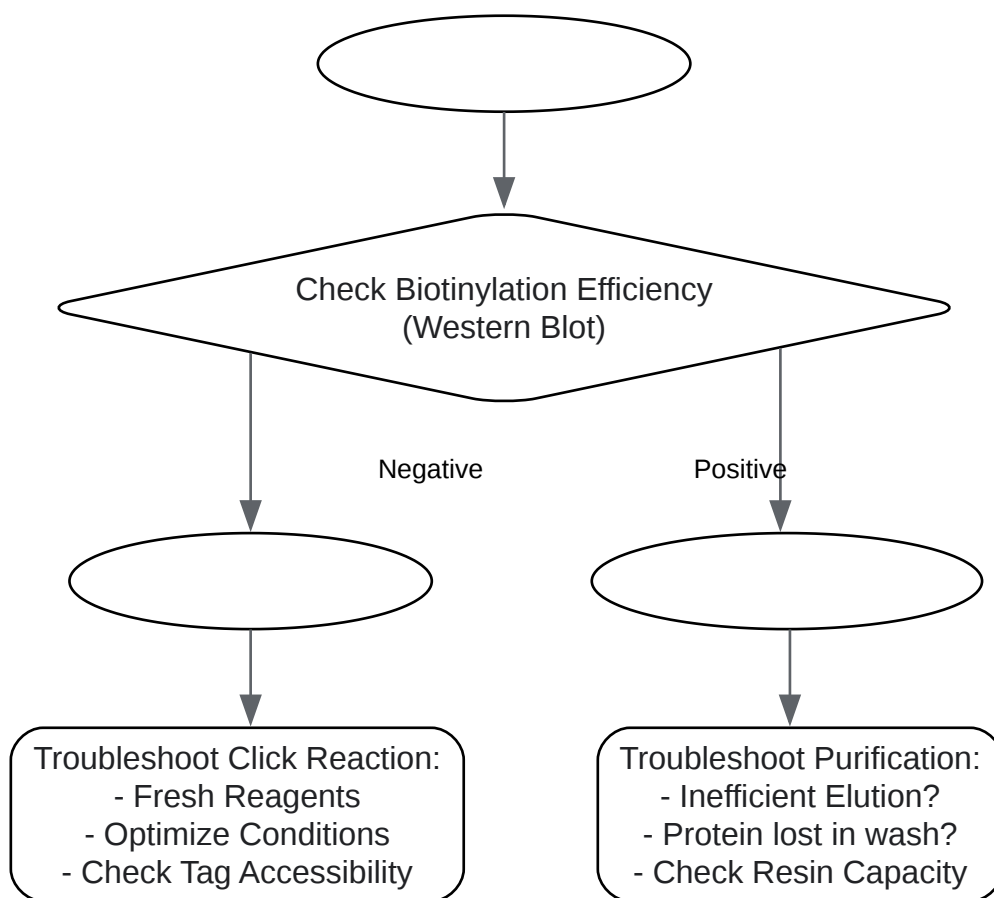 Check Biotinylation Efficiency
(Western Blot)
Negative
Positive
Troubleshoot Click Reaction:
- Fresh Reagents
- Optimize Conditions
- Check Tag Accessibility
Troubleshoot Purification:
- Inefficient Elution?
- Protein lost in wash?
- Check Resin Capacity